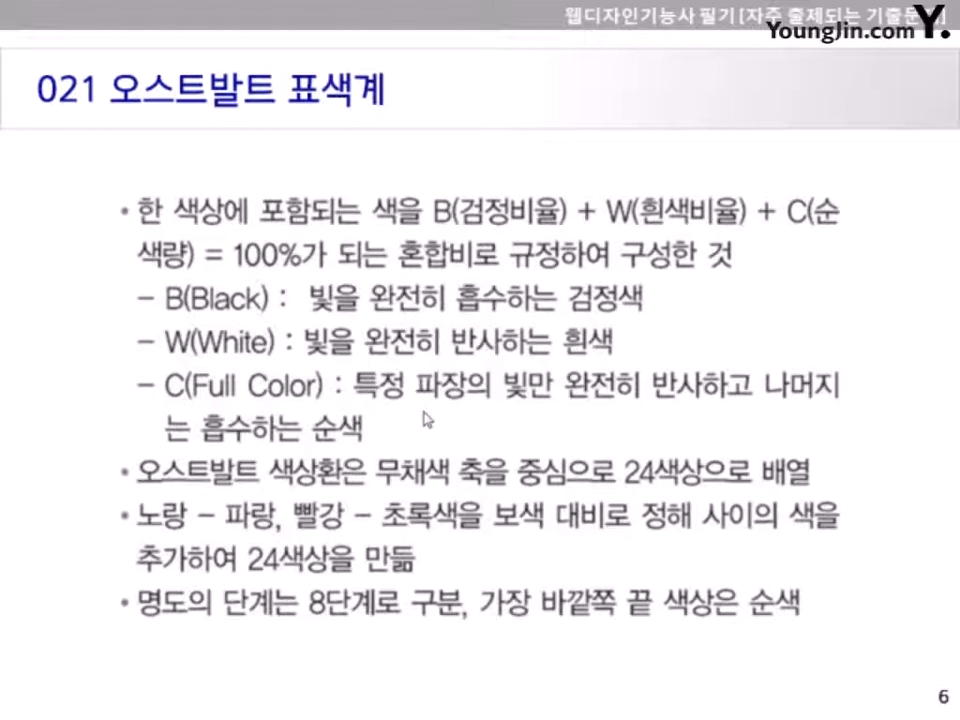 웹디자인기능사 필기 [자주 출제되는 기출문제]
YoungJin.com Y.
021 오스트발트 표색계
• 한 색상에 포함되는 색을 B(검정비율) + W(흰색비율) + C(순
색량) = 100%가 되는 혼합비로 규정하여 구성한 것
– B(Black) : 빛을 완전히 흡수하는 검정색
– W(White) : 빛을 완전히 반사하는 흰색
– C(Full Color) : 특정 파장의 빛만 완전히 반사하고 나머지
는 흡수하는 순색
• 오스트발트 색상환은 무채색 축을 중심으로 24색상으로 배열
• 노랑 – 파랑, 빨강 – 초록색을 보색 대비로 정해 사이의 색을
추가하여 24색상을 만듦
• 명도의 단계는 8단계로 구분, 가장 바깥쪽 끝 색상은 순색
6